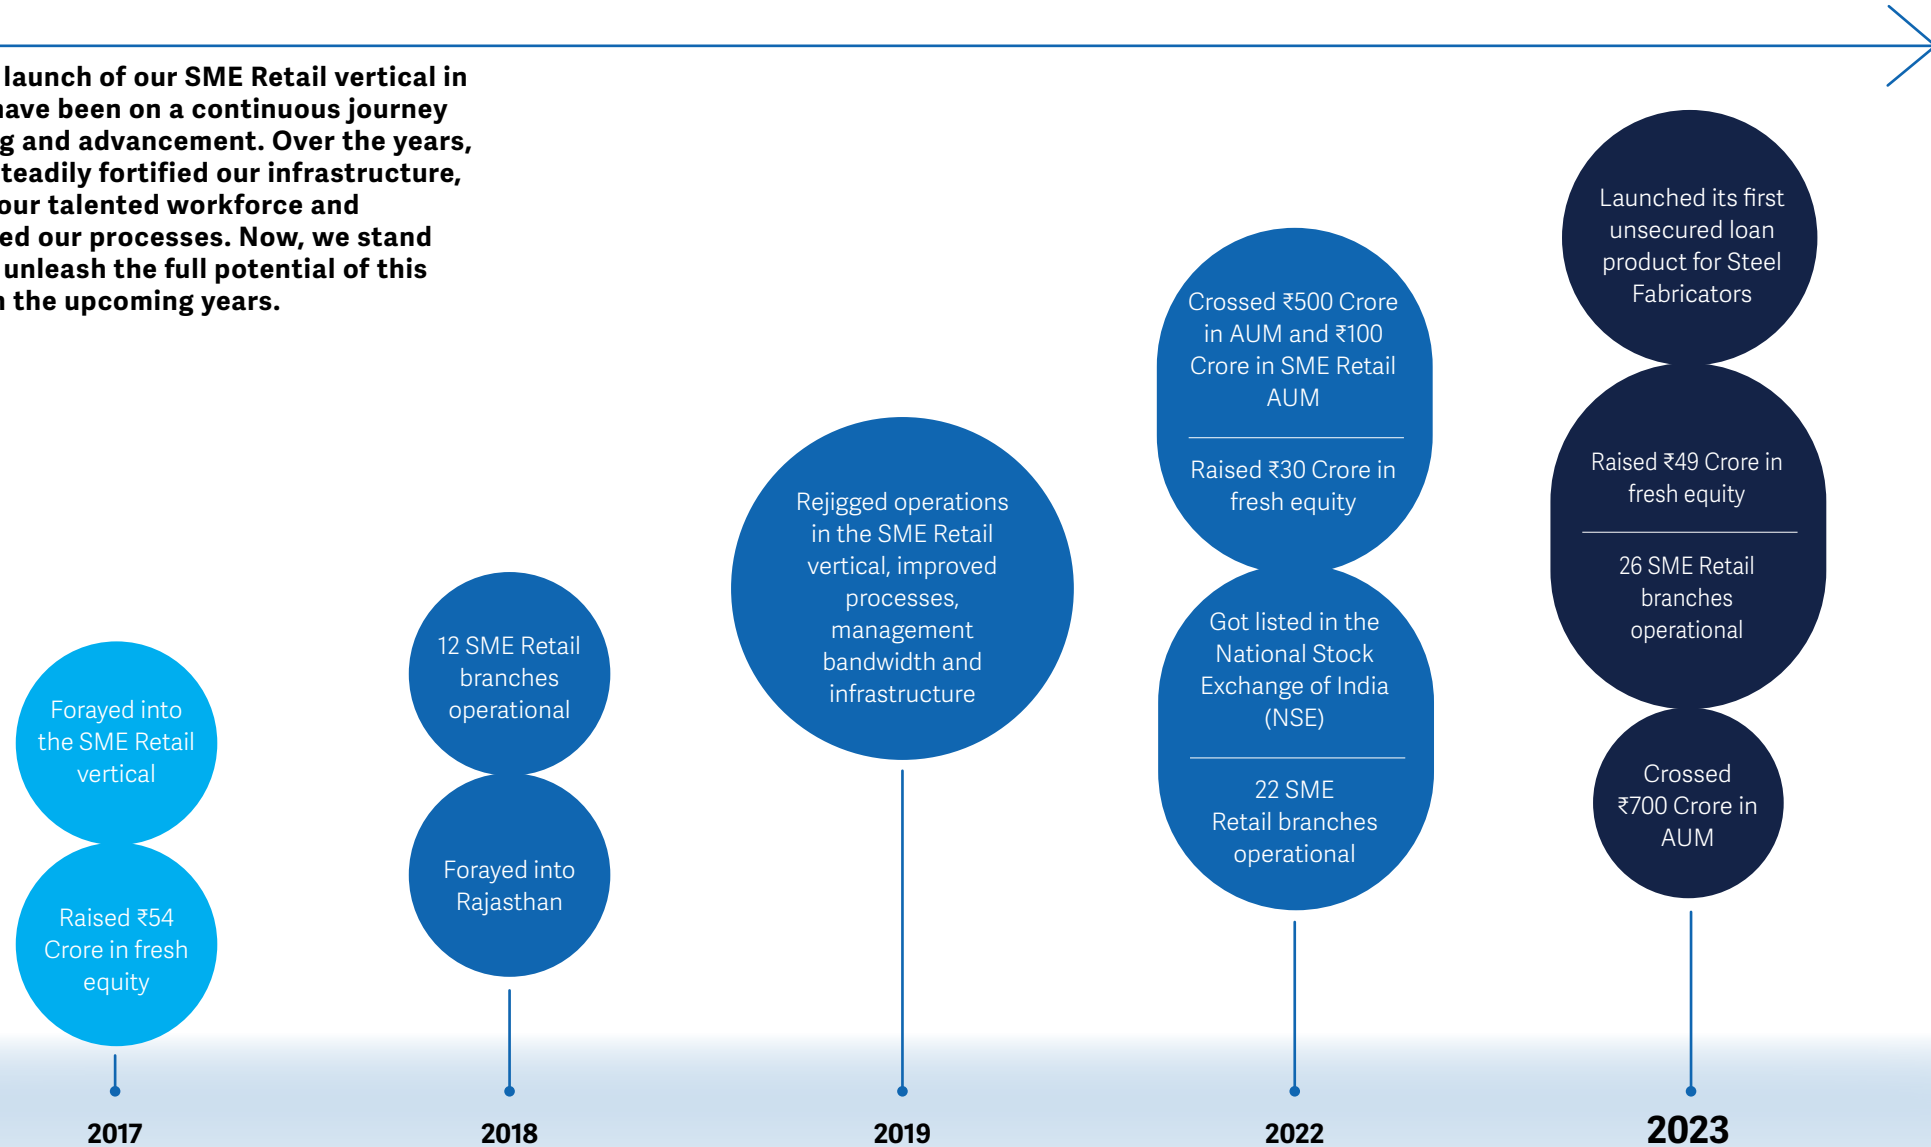 launch of our SME Retail vertical in
have been on a continuous journey
g and advancement. Over the years,
teadily fortified our infrastructure,
our talented workforce and
ed our processes. Now, we stand
unleash the full potential of this
n the upcoming years.
Forayed into
the SME Retail
vertical
Raised ₹54
Crore in fresh
equity
2017
12 SME Retail
branches
operational
Forayed into
Rajasthan
2018
Rejigged operations
in the SME Retail
vertical, improved
processes,
management
bandwidth and
infrastructure
2019
Crossed ₹500 Crore
in AUM and ₹100
Crore in SME Retail
AUM
Raised ₹30 Crore in
fresh equity
Got listed in the
National Stock
Exchange of India
(NSE)
22 SME
Retail branches
operational
2022
Launched its first
unsecured loan
product for Steel
Fabricators
Raised ₹49 Crore in
fresh equity
26 SME Retail
branches
operational
Crossed
₹700 Crore in
AUM
2023